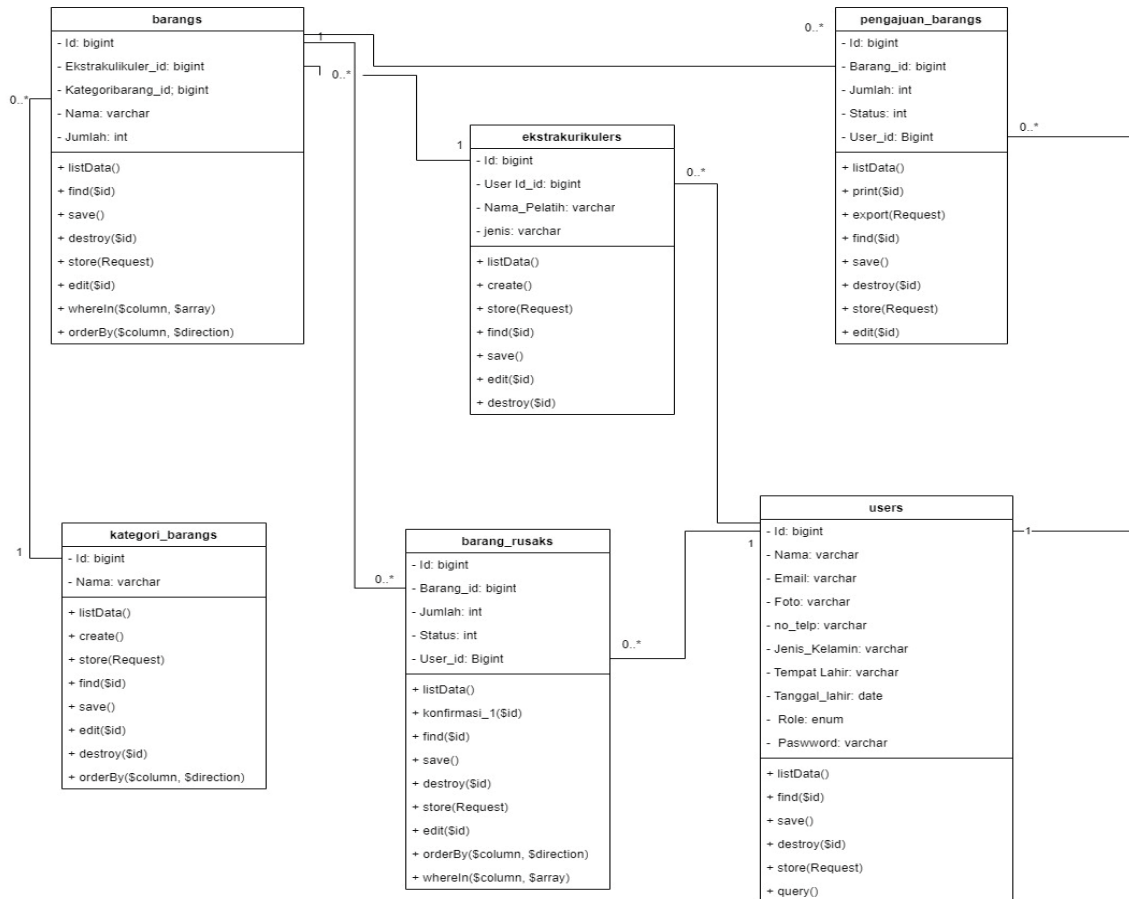 barangs
- Id: bigint
- Ekstrakulikuler_id: bigint
- Kategoribarang_id; bigint
- Nama: varchar
- Jumlah: int
+ listData()
+ find($id)
+ save()
+ destroy($id)
+ store(Request)
+ edit($id)
+ whereIn($column, $array)
+ orderBy($column, $direction)
1
0..*
0..*
1
0..*
pengajuan_barangs
- Id: bigint
- Barang_id: bigint
- Jumlah: int
- Status: int
- User_id: Bigint
+ listData()
+ print($id)
+ export(Request)
+ find($id)
+ save()
+ destroy($id)
+ store(Request)
+ edit($id)
0..*
ekstrakurikulers
- Id: bigint
- User Id_id: bigint
- Nama_Pelatih: varchar
- jenis: varchar
+ listData()
+ create()
+ store(Request)
+ find($id)
+ save()
+ edit($id)
+ destroy($id)
0..*
kategori_barangs
- Id: bigint
- Nama: varchar
+ listData()
+ create()
+ store(Request)
+ find($id)
+ save()
+ edit($id)
+ destroy($id)
+ orderBy($column, $direction)
1
0..*
barang_rusaks
- Id: bigint
- Barang_id: bigint
- Jumlah: int
- Status: int
- User_id: Bigint
+ listData()
+ konfirmasi_1($id)
+ find($id)
+ save()
+ destroy($id)
+ store(Request)
+ edit($id)
+ orderBy($column, $direction)
+ whereIn($column, $array)
0..*
1
users
- Id: bigint
- Nama: varchar
- Email: varchar
- Foto: varchar
- no_telp: varchar
- Jenis_Kelamin: varchar
- Tempat Lahir: varchar
- Tanggal_lahir: date
- Role: enum
- Paswword: varchar
+ listData()
+ find($id)
+ save()
+ destroy($id)
+ store(Request)
+ query()
1